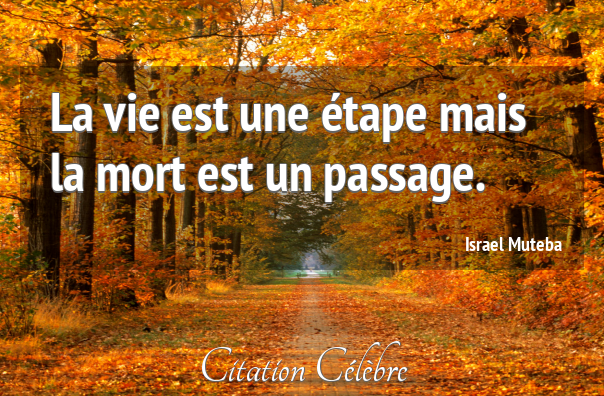 La vie est une étape mais
la mort est un passage.
Israel Muteba
Citation Célèbre